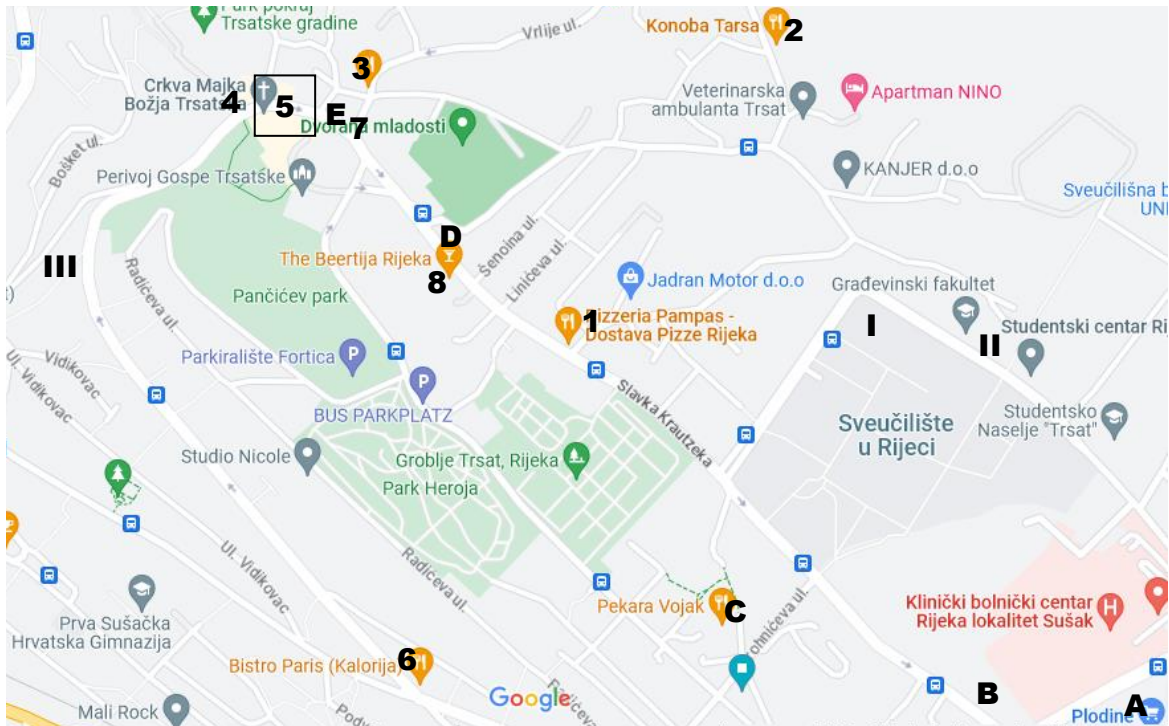 Park pokraj
Trsatske gradine
Konoba Tarsa
2
Vrlije ul.
3
Crkva Majka
Božja Trsatska
4
5
E
7
Dvorana mladosti
Veterinarska
ambulanta Trsat
Apartman NINO
Bošket ul.
Perivoj Gospe Trsatske
KANJER d.o.o
Sveučilišna b
UNI
III
The Beertija Rijeka
D
8
Šenoina ul.
Linićeva ul.
Radićeva ul.
Pančićev park
Jadran Motor d.o.o
Građevinski fakultet
1
Pizzeria Pampas -
Dostava Pizze Rijeka
I
II
Studentski centar Rij
Parkiralište Fortica
P
Vidikovac
Ul. Vidikovac
P
BUS PARKPLATZ
Slavka Krautzeka
Sveučilište
u Rijeci
Studentsko
Naselje "Trsat"
Studio Nicole
Groblje Trsat, Rijeka
Park Heroja
Ul. Vidikovac
Radićeva ul.
Prva Sušačka
Hrvatska Gimnazija
Pekara Vojak
C
Klinički bolnički centar
Rijeka lokalitet Sušak
H
Bistro Paris (Kalorija)
6
Google
B
A
Plodine
Mali Rock